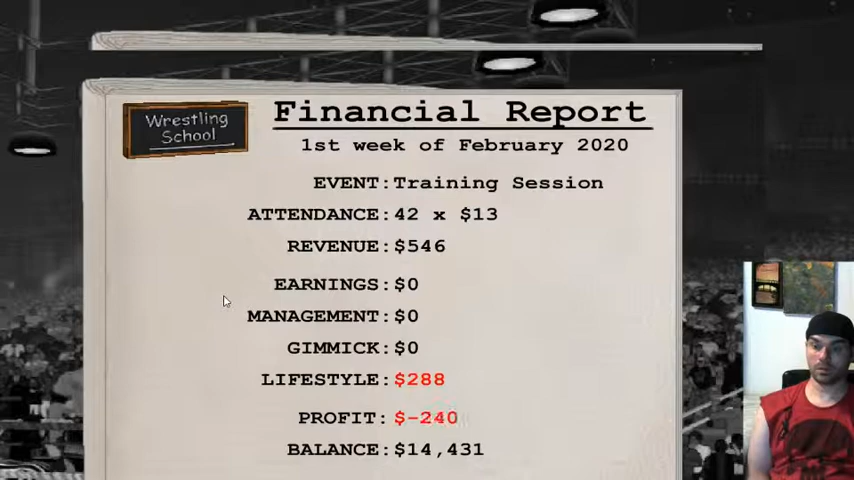 Wrestling
School
Financial Report
1st week of February 2020
EVENT: Training Session
ATTENDANCE: 42 x $13
REVENUE: $546
EARNINGS: $0
MANAGEMENT: $0
GIMMICK: $0
LIFESTYLE: $288
PROFIT: $-240
BALANCE: $14,431